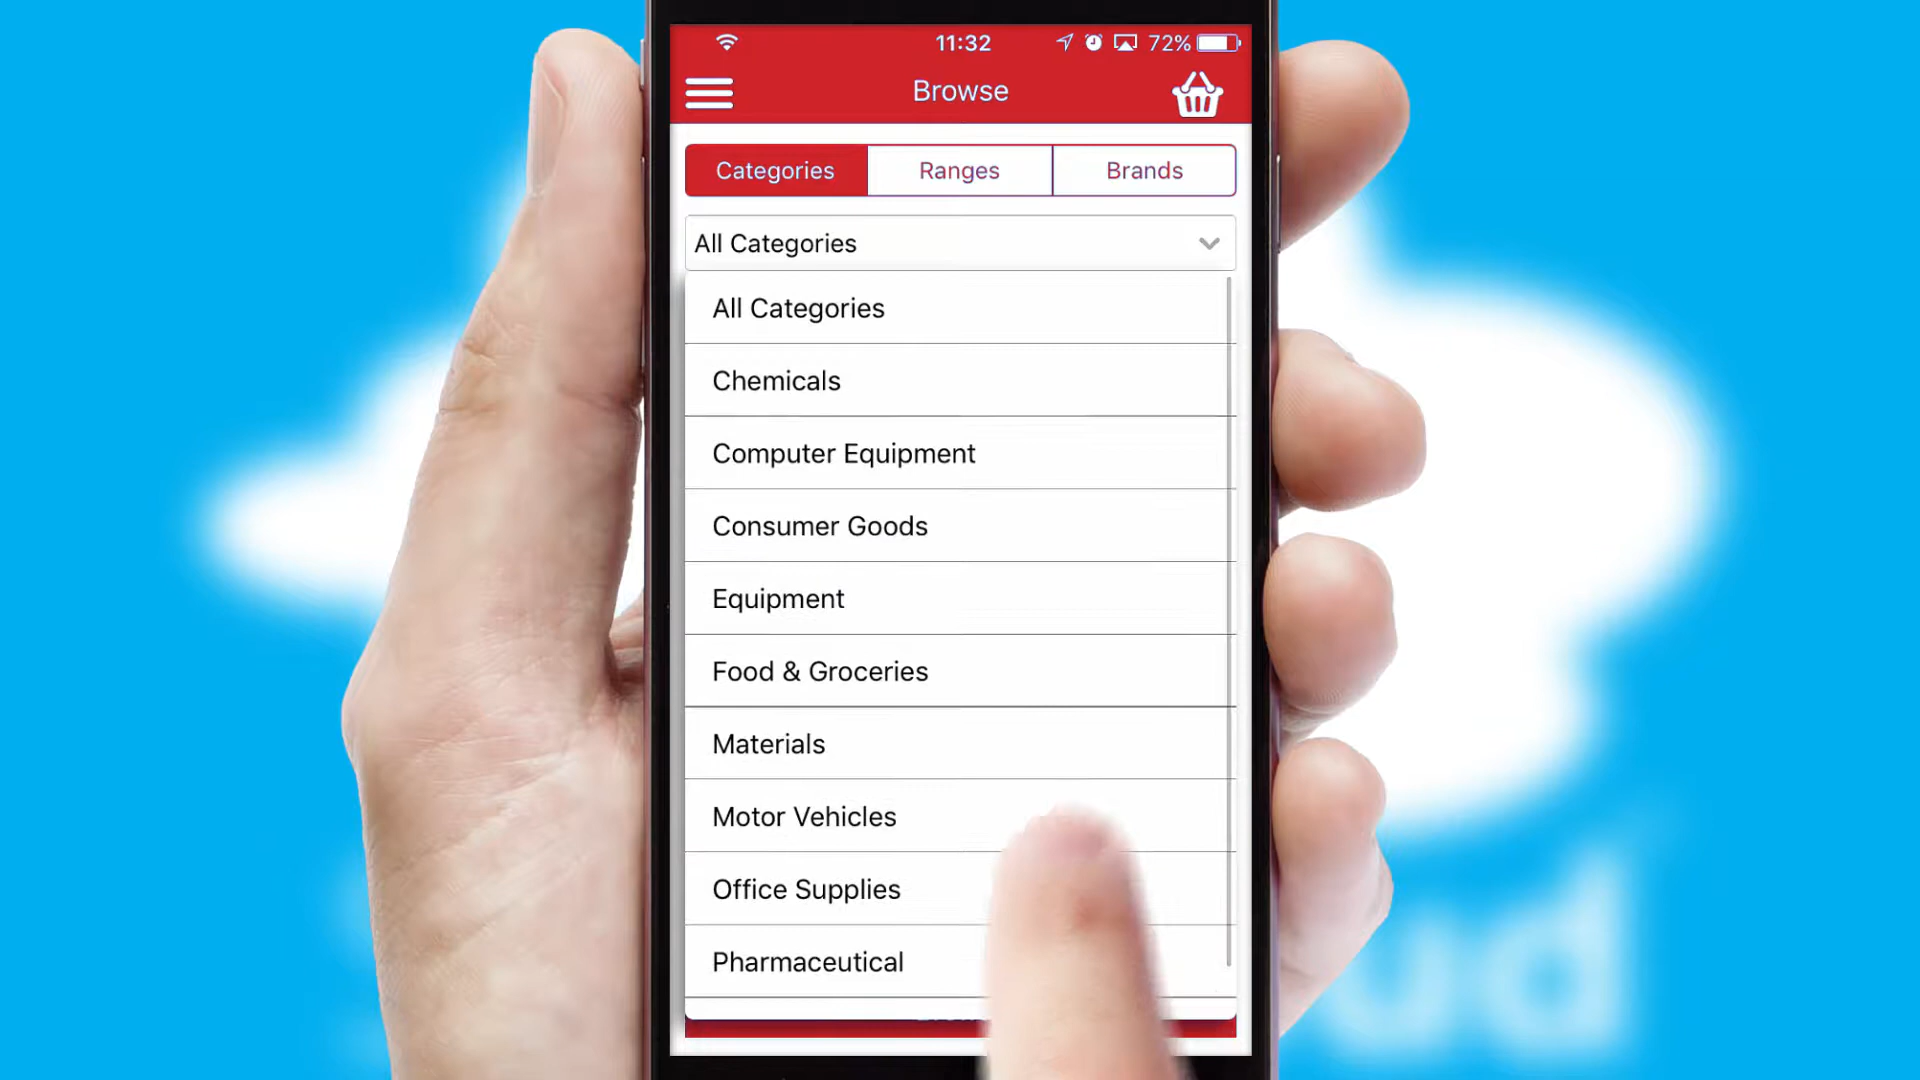 11:32 72%
Browse
Categories Ranges Brands
All Categories
All Categories
Chemicals
Computer Equipment
Consumer Goods
Equipment
Food & Groceries
Materials
Motor Vehicles
Office Supplies
Pharmaceutical